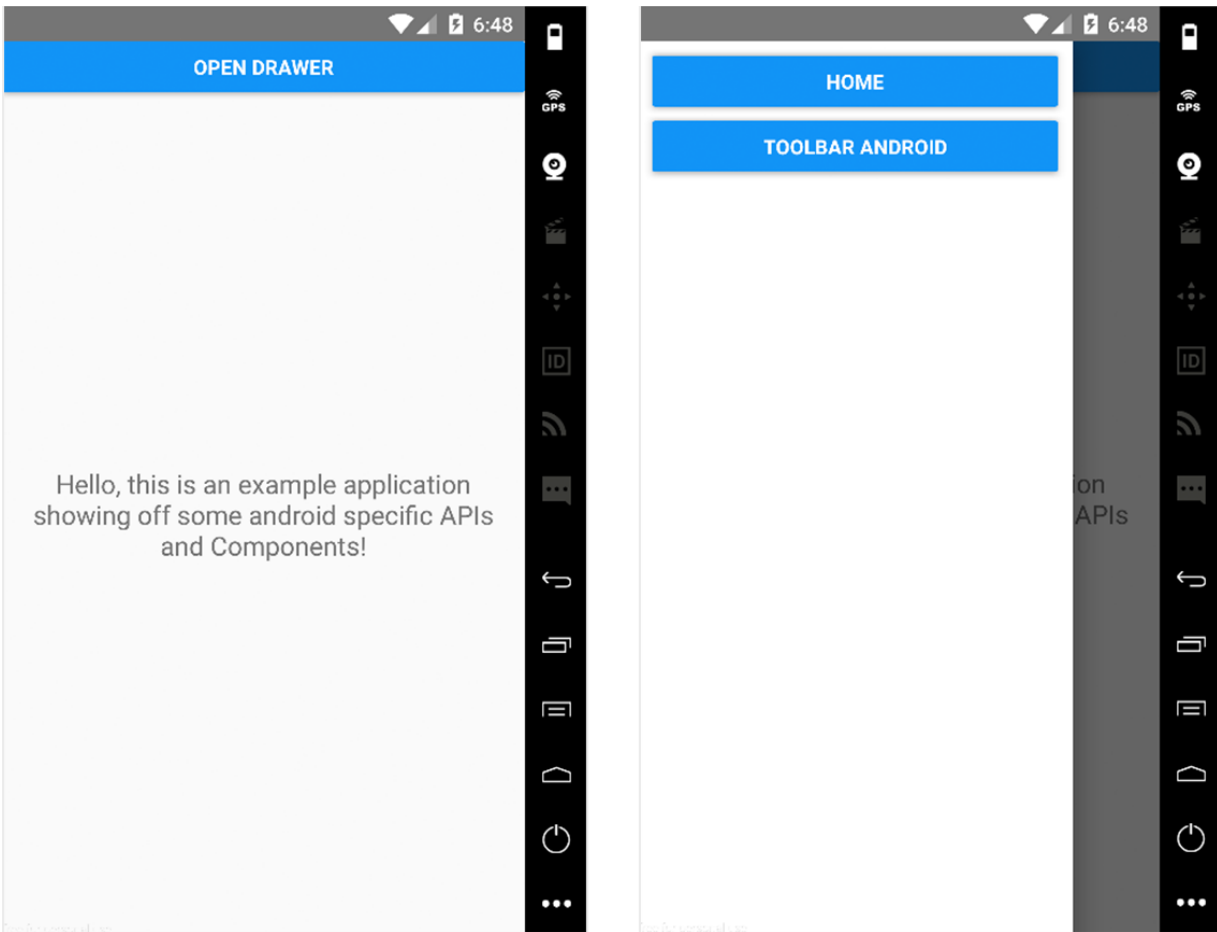 6:48
OPEN DRAWER
GPS
ID
Hello, this is an example application
showing off some android specific APIs
and Components!
6:48
HOME
TOOLBAR ANDROID
GPS
ID
ion
APIs